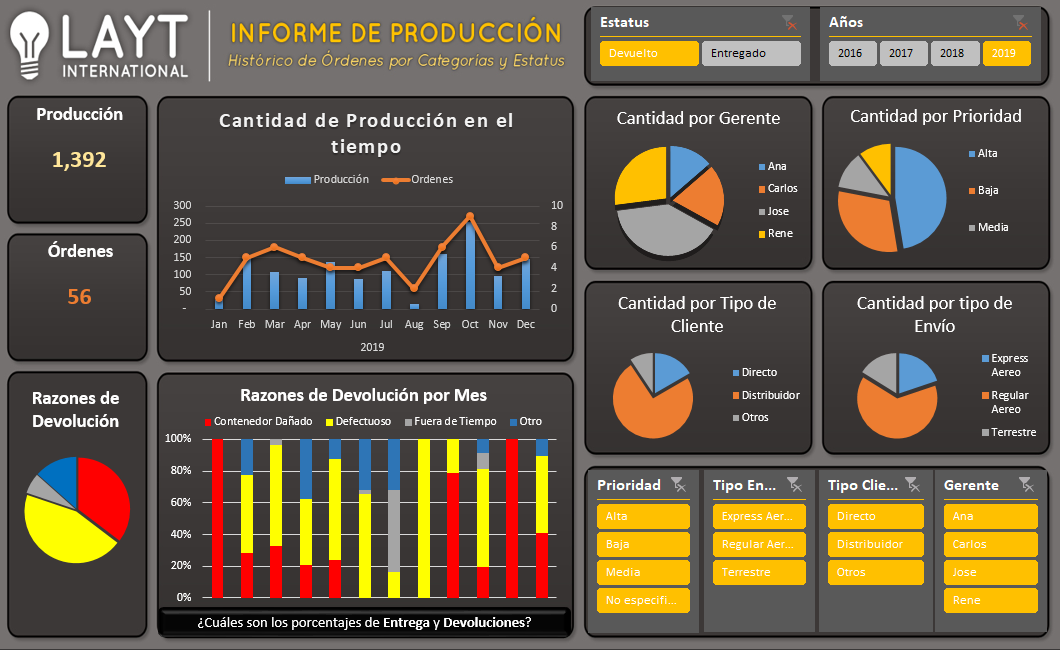 LAYT
INTERNATIONAL
INFORME DE PRODUCCIÓN
Histórico de Órdenes por Categorias y Estatus
Estatus
Devuelto
Entregado
Años
2016
2017
2018
2019
Producción
1,392
Órdenes
56
Cantidad de Producción en el
tiempo
Producción
Ordenes
300
250
200
150
100
50
-
10
8
6
4
2
0
Jan
Feb
Mar
Apr
May
Jun
Jul
Aug
Sep
Oct
Nov
Dec
2019
Cantidad por Gerente
Ana
Carlos
Jose
Rene
Cantidad por Prioridad
Alta
Baja
Media
Cantidad por Tipo de
Cliente
Directo
Distribuidor
Otros
Cantidad por tipo de
Envío
Express
Aereo
Regular
Aereo
Terrestre
Razones de
Devolución
Razones de Devolución por Mes
Contenedor Dañado
Defectuoso
Fuera de Tiempo
Otro
100%
80%
60%
40%
20%
0%
¿Cuáles son los porcentajes de Entrega y Devoluciones?
Prioridad
Alta
Baja
Media
No especifi...
Tipo En...
Express Aer...
Regular Aer...
Terrestre
Tipo Clie...
Directo
Distribuidor
Otros
Gerente
Ana
Carlos
Jose
Rene